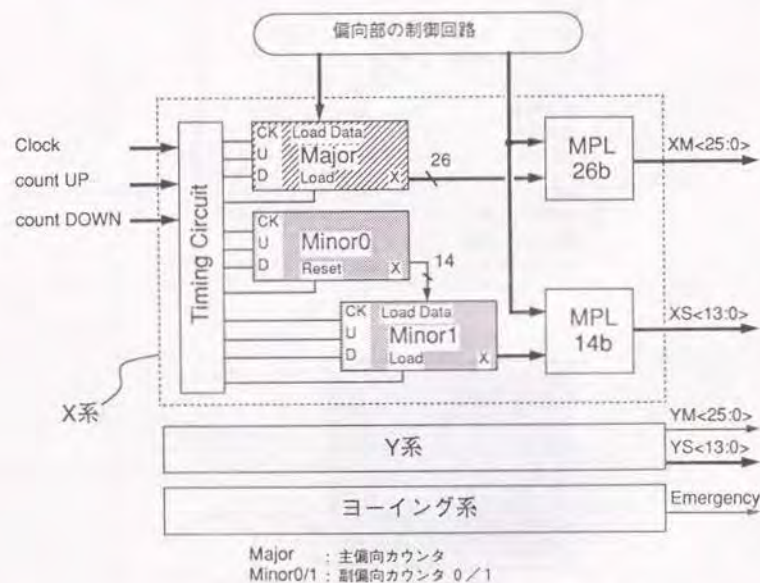 偏向部の制御回路
Clock
count UP
count DOWN
Timing Circuit
CK Load Data
U Major
D Load X
26
MPL
26b
XM<25:0>
CK
U Minor0
D Reset X
14
CK Load Data
U Minor1
D Load X
MPL
14b
XS<13:0>
X系
Y系
YM<25:0>
YS<13:0>
ヨーイング系
Emergency
Major : 主偏向カウンタ
Minor0/1 : 副偏向カウンタ 0/1